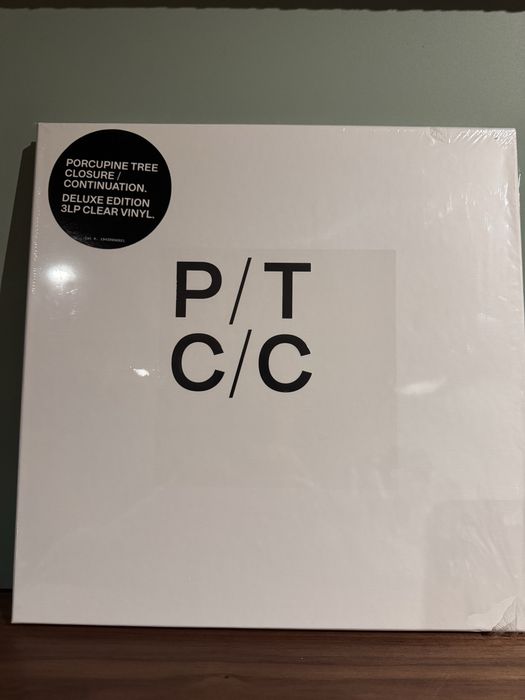 PORCUPINE TREE
CLOSURE /
CONTINUATION.
DELUXE EDITION
3LP CLEAR VINYL.
P/T
C/C